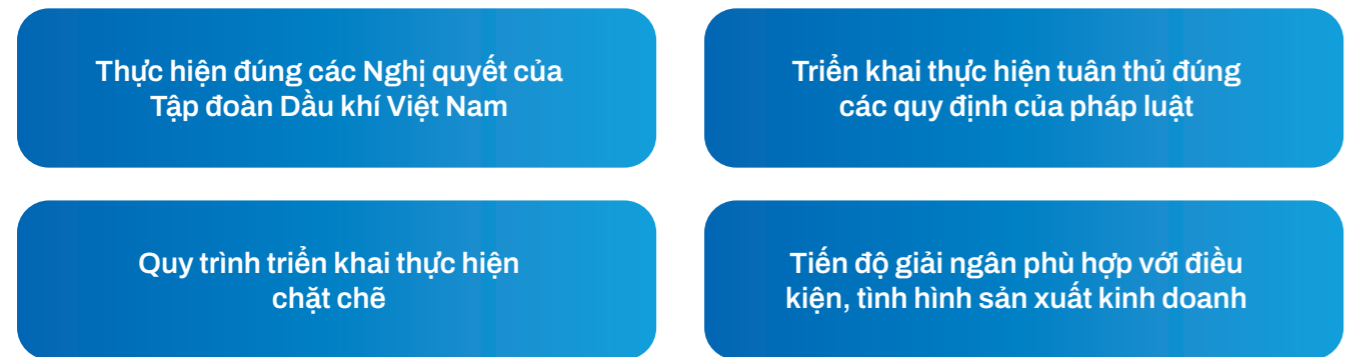 Thực hiện đúng các Nghị quyết của
Tập đoàn Dầu khí Việt Nam
Triển khai thực hiện tuân thủ đúng
các quy định của pháp luật
Quy trình triển khai thực hiện
chặt chẽ
Tiến độ giải ngân phù hợp với điều
kiện, tình hình sản xuất kinh doanh